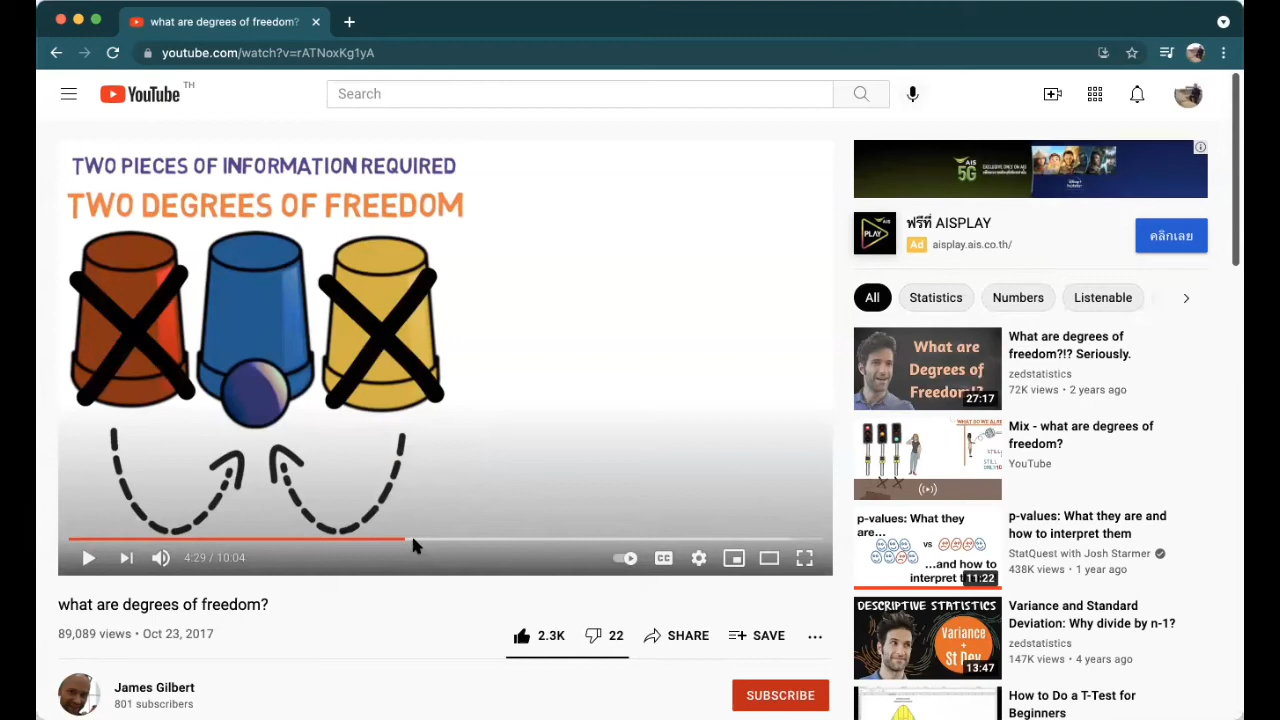 what are degrees of freedom?
youtube.com/watch?v=rATNoxKg1yA
YouTube TH
Search
TWO PIECES OF INFORMATION REQUIRED
TWO DEGREES OF FREEDOM
4:29 / 10:04
CC
what are degrees of freedom?
89,089 views • Oct 23, 2017
2.3K
22
SHARE
SAVE
James Gilbert
801 subscribers
SUBSCRIBE
AIS
5G
PLAY
ฟรีที่ AISPLAY
Ad aisplay.ais.co.th/
คลิกเลย
All
Statistics
Numbers
Listenable
What are
Degrees of
Freedom!?
27:17
What are degrees of
freedom?!? Seriously.
zedstatistics
72K views • 2 years ago
Mix - what are degrees of
freedom?
YouTube
p-values: What they
are...
vs
...and how to
interpret
11:22
p-values: What they are and
how to interpret them
StatQuest with Josh Starmer
438K views • 1 year ago
DESCRIPTIVE STATISTICS
Variance and
St Dev
13:47
Variance and Standard
Deviation: Why divide by n-1?
zedstatistics
147K views • 4 years ago
How to Do a T-Test for
Beginners